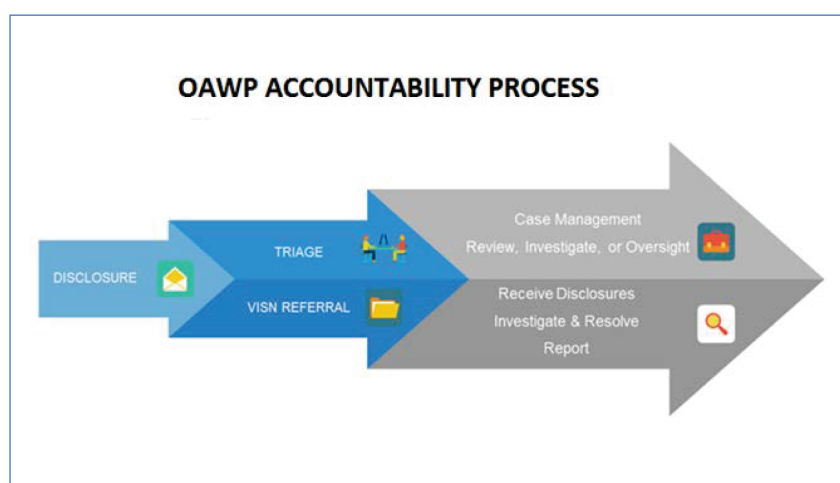 OAWP ACCOUNTABILITY PROCESS
DISCLOSURE
TRIAGE
VISN REFERRAL
Case Management
Review, Investigate, or Oversight
Receive Disclosures
Investigate & Resolve
Report